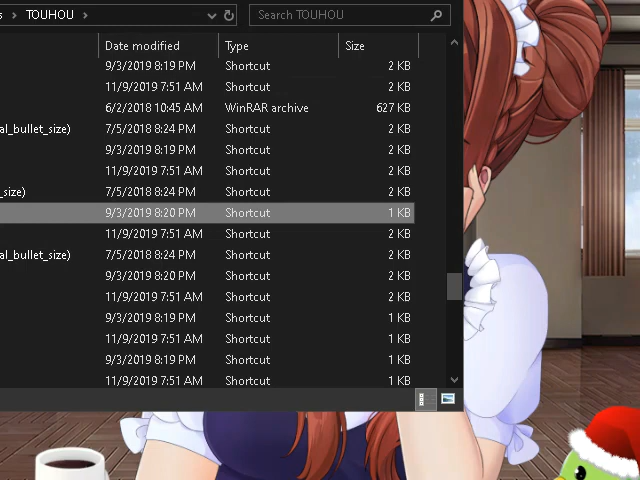 s > TOUHOU >
Search TOUHOU
Date modified Type Size
9/3/2019 8:19 PM Shortcut 2 KB
11/9/2019 7:51 AM Shortcut 2 KB
6/2/2018 10:45 AM WinRAR archive 627 KB
al_bullet_size) 7/5/2018 8:24 PM Shortcut 2 KB
9/3/2019 8:19 PM Shortcut 2 KB
11/9/2019 7:51 AM Shortcut 2 KB
_size) 7/5/2018 8:24 PM Shortcut 2 KB
9/3/2019 8:20 PM Shortcut 1 KB
11/9/2019 7:51 AM Shortcut 2 KB
al_bullet_size) 7/5/2018 8:24 PM Shortcut 2 KB
9/3/2019 8:20 PM Shortcut 2 KB
11/9/2019 7:51 AM Shortcut 2 KB
9/3/2019 8:19 PM Shortcut 1 KB
11/9/2019 7:51 AM Shortcut 1 KB
9/3/2019 8:19 PM Shortcut 1 KB
11/9/2019 7:51 AM Shortcut 1 KB